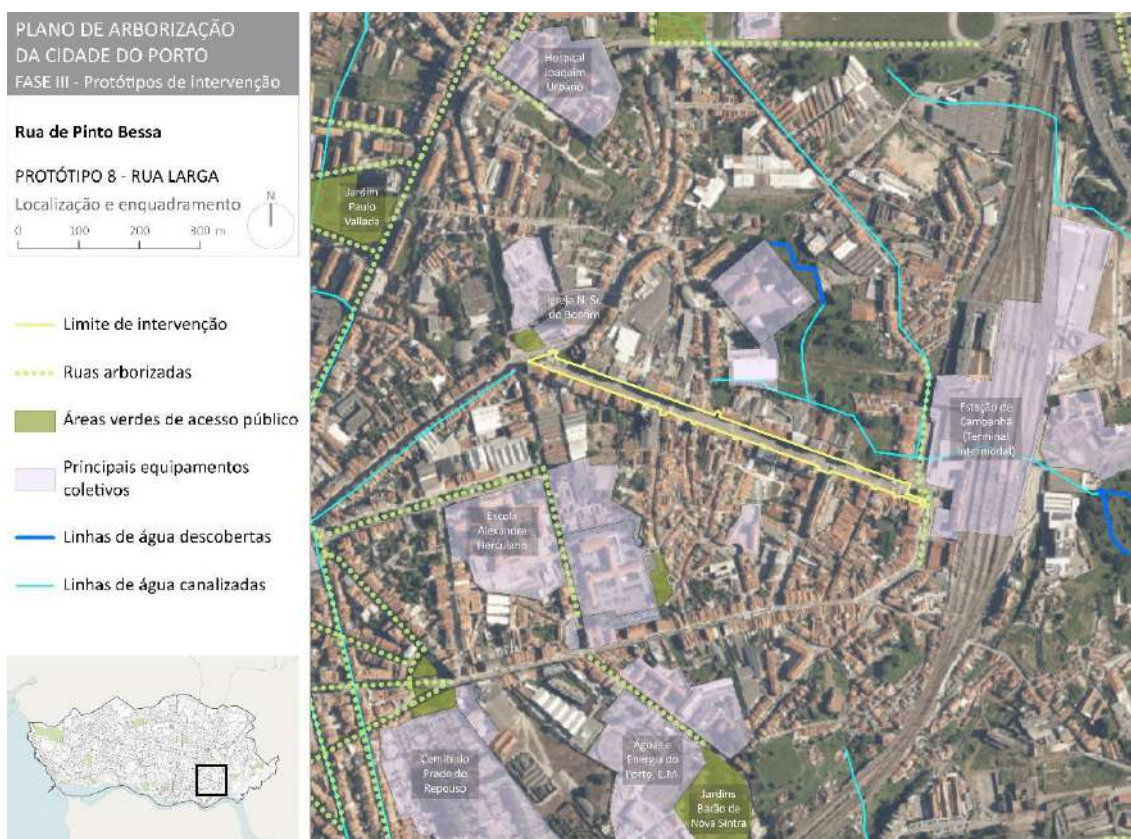 PLANO DE ARBORIZAÇÃO
DA CIDADE DO PORTO
FASE III - Protótipos de intervenção
Rua de Pinto Bessa
PROTÓTIPO 8 - RUA LARGA
Localização e enquadramento
N
0 100 200 300 m
Limite de intervenção
Ruas arborizadas
Áreas verdes de acesso público
Principais equipamentos
coletivos
Linhas de água descobertas
Linhas de água canalizadas
Hospital
Joaquim
Urbano
Jardim
Paulo
Vallada
Igreja N. Sr.
do Bonfim
Estação de
Campanhã
(Terminal
Intermodal)
Escola
Alexandre
Herculano
Cemitério
Prado do
Repouso
Águas e
Energia do
Porto, E.M.
Jardins
Barão de
Nova Sintra